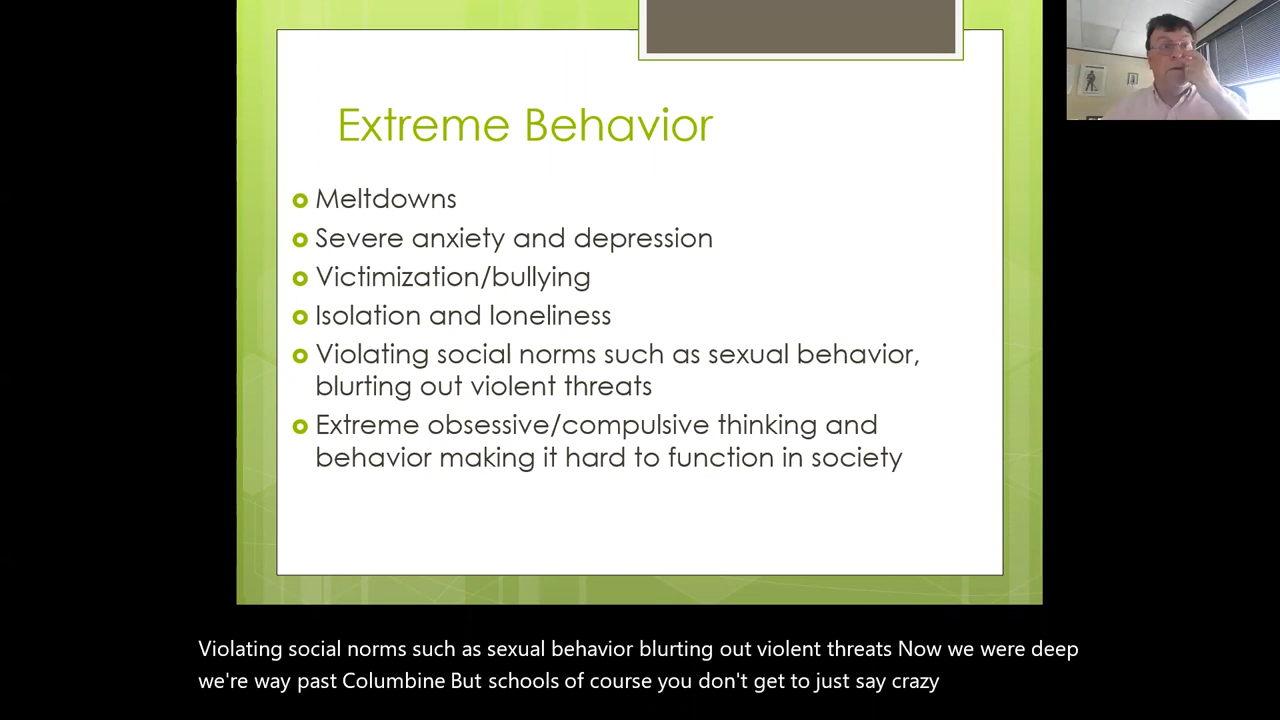 Extreme Behavior
Meltdowns
Severe anxiety and depression
Victimization/bullying
Isolation and loneliness
Violating social norms such as sexual behavior,
blurting out violent threats
Extreme obsessive/compulsive thinking and
behavior making it hard to function in society
Violating social norms such as sexual behavior blurting out violent threats Now we were deep
we're way past Columbine But schools of course you don't get to just say crazy